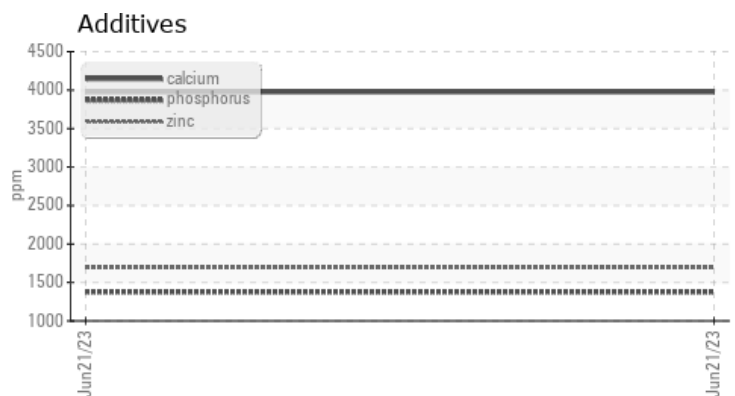 Additives
4500
4000
3500
3000
2500
2000
1500
1000
ppm
calcium
phosphorus
zinc
Jun21/23
Jun21/23